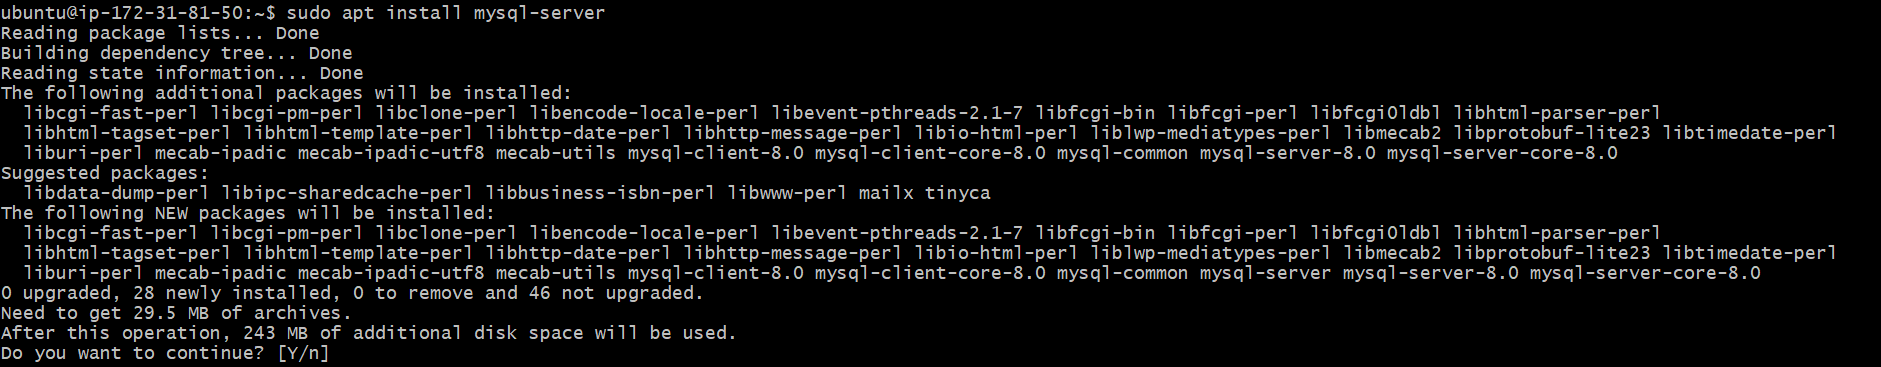 ubuntu@ip-172-31-81-50:~$ sudo apt install mysql-server
Reading package lists... Done
Building dependency tree... Done
Reading state information... Done
The following additional packages will be installed:
  libcgi-fast-perl libcgi-pm-perl libclone-perl libencode-locale-perl libevent-pthreads-2.1-7 libfcgi-bin libfcgi-perl libfcgi0ldbl libhtml-parser-perl
  libhtml-tagset-perl libhtml-template-perl libhttp-date-perl libhttp-message-perl libio-html-perl liblwp-mediatypes-perl libmecab2 libprotobuf-lite23 libtimedate-perl
  liburi-perl mecab-ipadic mecab-ipadic-utf8 mecab-utils mysql-client-8.0 mysql-client-core-8.0 mysql-common mysql-server-8.0 mysql-server-core-8.0
Suggested packages:
  libdata-dump-perl libipc-sharedcache-perl libbusiness-isbn-perl libwww-perl mailx tinyca
The following NEW packages will be installed:
  libcgi-fast-perl libcgi-pm-perl libclone-perl libencode-locale-perl libevent-pthreads-2.1-7 libfcgi-bin libfcgi-perl libfcgi0ldbl libhtml-parser-perl
  libhtml-tagset-perl libhtml-template-perl libhttp-date-perl libhttp-message-perl libio-html-perl liblwp-mediatypes-perl libmecab2 libprotobuf-lite23 libtimedate-perl
  liburi-perl mecab-ipadic mecab-ipadic-utf8 mecab-utils mysql-client-8.0 mysql-client-core-8.0 mysql-common mysql-server mysql-server-8.0 mysql-server-core-8.0
0 upgraded, 28 newly installed, 0 to remove and 46 not upgraded.
Need to get 29.5 MB of archives.
After this operation, 243 MB of additional disk space will be used.
Do you want to continue? [Y/n]